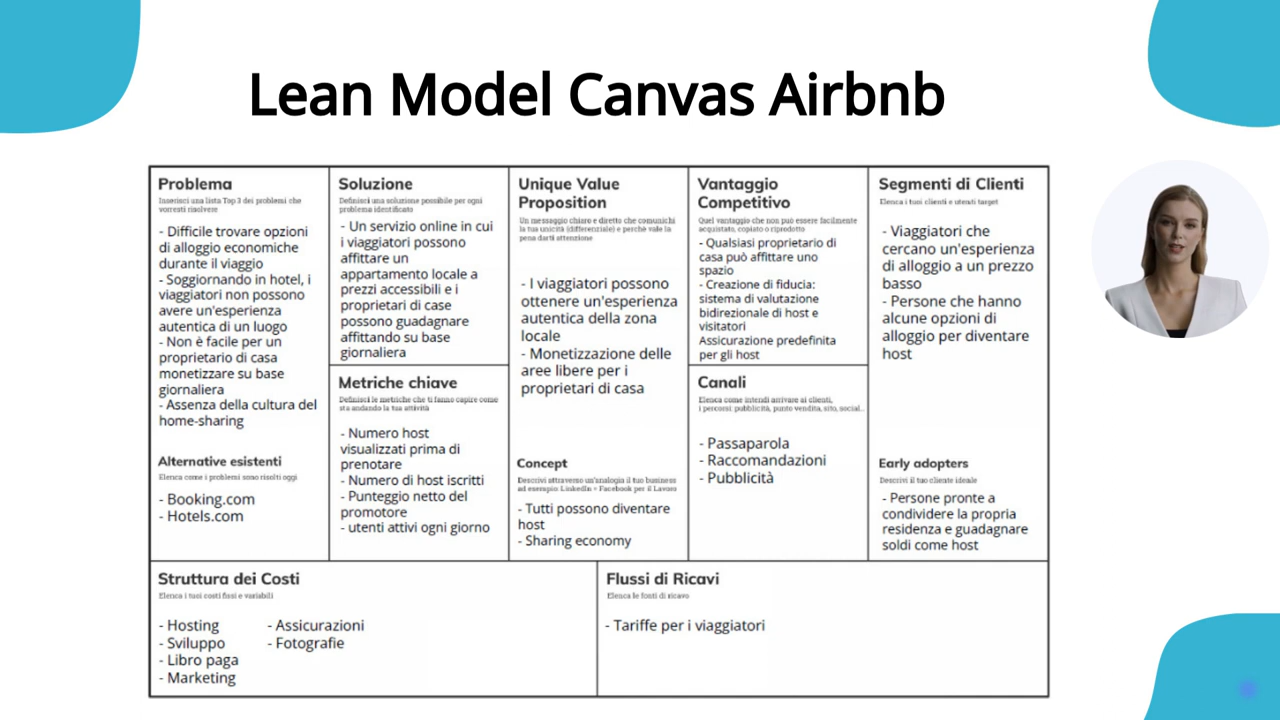 Lean Model Canvas Airbnb
Problema
Inserisci una lista Top 3 dei problemi che
vorresti risolvere
- Difficile trovare opzioni
di alloggio economiche
durante il viaggio
- Soggiornando in hotel, i
viaggiatori non possono
avere un'esperienza
autentica di un luogo
- Non è facile per un
proprietario di casa
monetizzare su base
giornaliera
- Assenza della cultura del
home-sharing
Alternative esistenti
Elenca come i problemi sono risolti oggi
- Booking.com
- Hotels.com
Soluzione
Definisci una soluzione possibile per ogni
problema identificato
- Un servizio online in cui
i viaggiatori possono
affittare un
appartamento locale a
prezzi accessibili e i
proprietari di case
possono guadagnare
affittando su base
giornaliera
Metriche chiave
Definisci le metriche che ti fanno capire come
sta andando la tua attività
- Numero host
visualizzati prima di
prenotare
- Numero di host iscritti
- Punteggio netto del
promotore
- utenti attivi ogni giorno
Unique Value
Proposition
Un messaggio chiaro e diretto che comunichi
la tua unicità (differenziale) e perchè vale la
pena darti attenzione
- I viaggiatori possono
ottenere un'esperienza
autentica della zona
locale
- Monetizzazione delle
aree libere per i
proprietari di casa
Concept
Descrivi attraverso un'analogia il tuo business
ad esempio: LinkedIn = Facebook per il Lavoro
- Tutti possono diventare
host
- Sharing economy
Vantaggio
Competitivo
Quel vantaggio che non può essere facilmente
acquistato, copiato o riprodotto
- Qualsiasi proprietario di
casa può affittare uno
spazio
- Creazione di fiducia:
sistema di valutazione
bidirezionale di host e
visitatori
Assicurazione predefinita
per gli host
Canali
Elenca come intendi arrivare ai clienti,
i percorsi: pubblicità, punto vendita, sito, social...
- Passaparola
- Raccomandazioni
- Pubblicità
Segmenti di Clienti
Elenca i tuoi clienti e utenti target
- Viaggiatori che
cercano un'esperienza
di alloggio a un prezzo
basso
- Persone che hanno
alcune opzioni di
alloggio per diventare
host
Early adopters
Descrivi il tuo cliente ideale
- Persone pronte a
condividere la propria
residenza e guadagnare
soldi come host
Struttura dei Costi
Elenca i tuoi costi fissi e variabili
- Hosting
- Sviluppo
- Libro paga
- Marketing
- Assicurazioni
- Fotografie
Flussi di Ricavi
Elenca le fonti di ricavo
- Tariffe per i viaggiatori